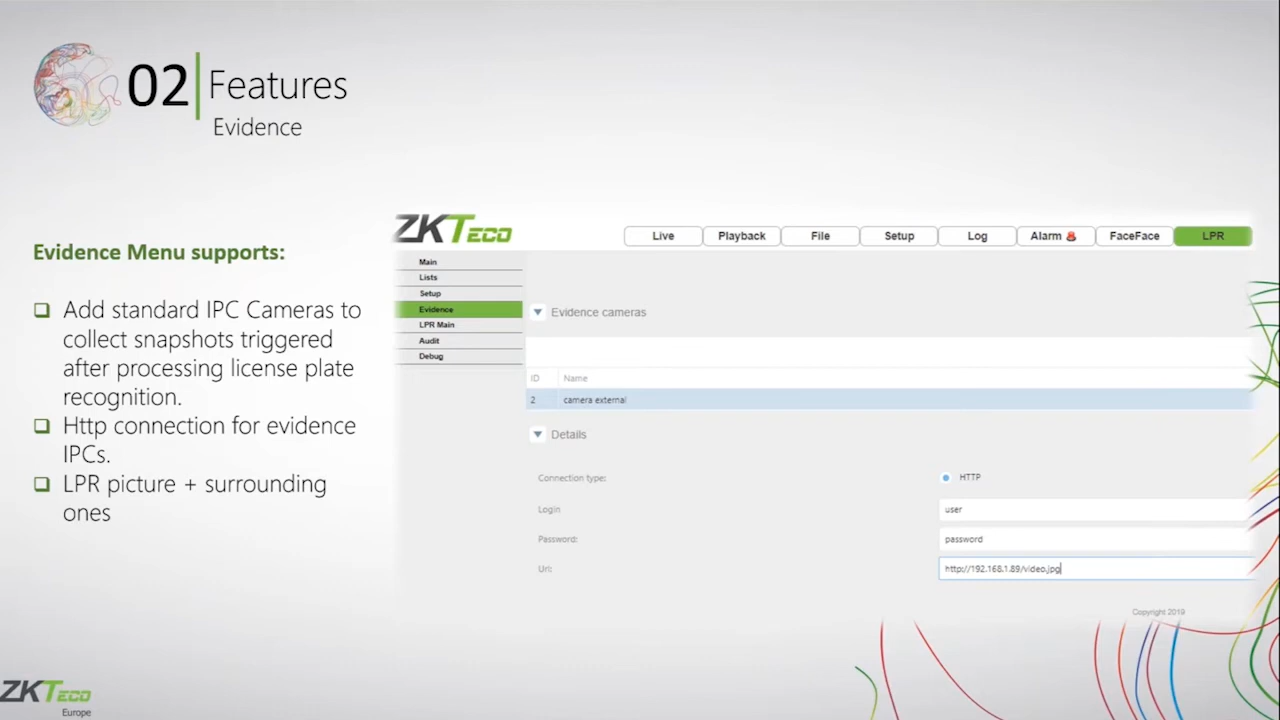 02 Features
Evidence
Evidence Menu supports:
Add standard IPC Cameras to
collect snapshots triggered
after processing license plate
recognition.
Http connection for evidence
IPCs.
LPR picture + surrounding
ones
ZKTeco
Live Playback File Setup Log Alarm FaceFace LPR
Main
Lists
Setup
Evidence
LPR Main
Audit
Debug
Evidence cameras
ID Name
2 camera external
Details
Connection type: HTTP
Login user
Password: password
Url: http://192.168.1.89/video.jpg
Copyright 2019
ZKTeco
Europe